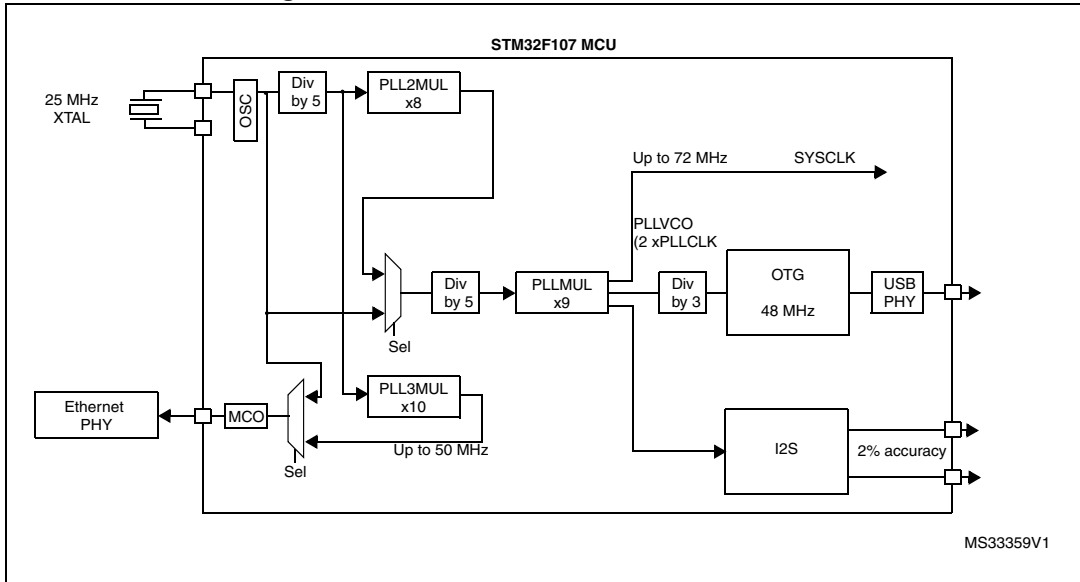 STM32F107 MCU
25 MHz
XTAL
OSC
Div
by 5
PLL2MUL
x8
Up to 72 MHz
SYSCLK
PLLVCO
(2 xPLLCLK
Div
by 5
PLLMUL
x9
Div
by 3
OTG
48 MHz
USB
PHY
Sel
Ethernet
PHY
MCO
Sel
PLL3MUL
x10
Up to 50 MHz
I2S
2% accuracy
MS33359V1